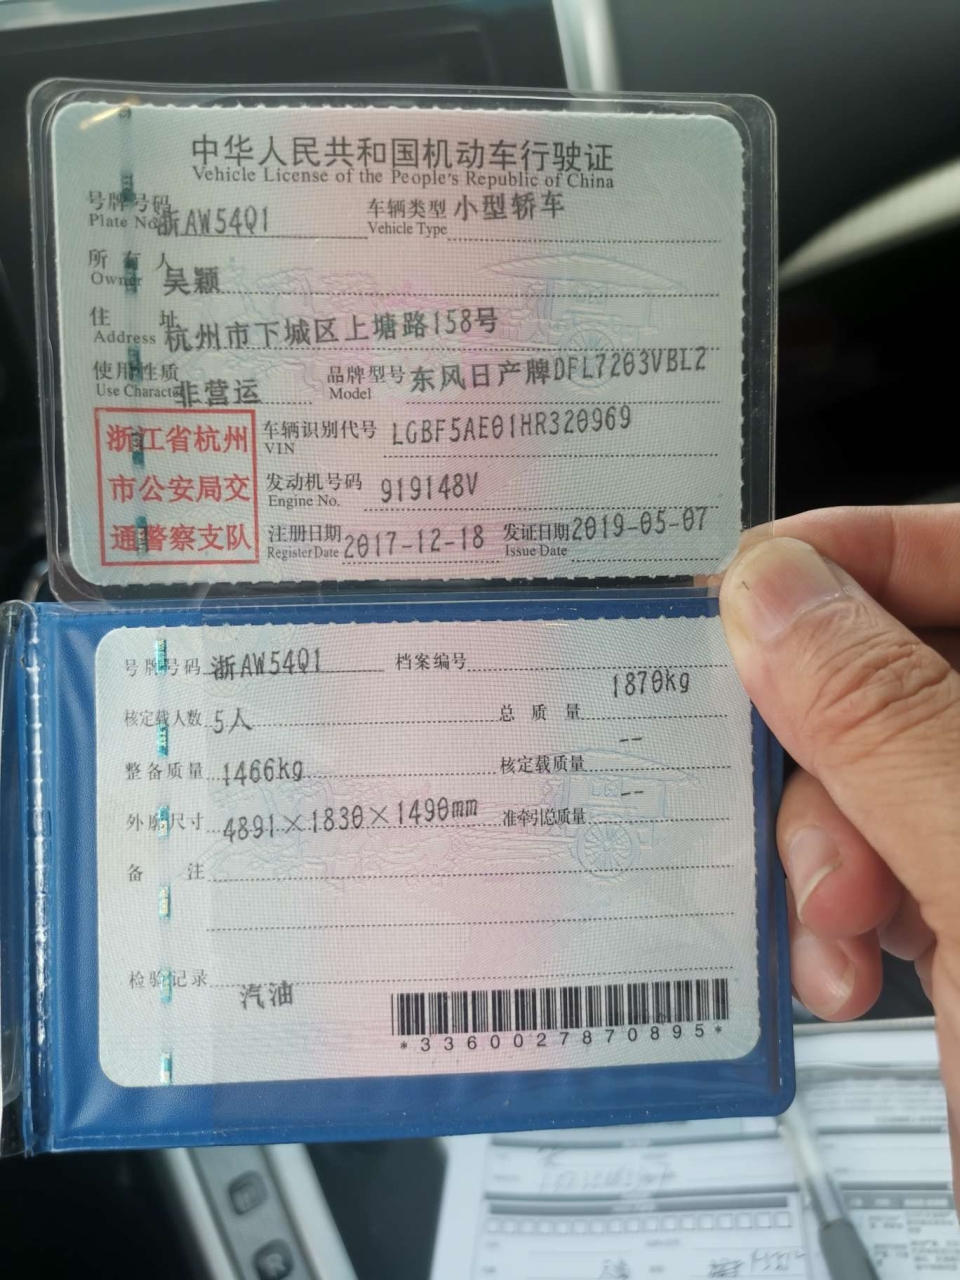 中华人民共和国机动车行驶证
Vehicle License of the People's Republic of China
号牌号码 浙AW54Q1 车辆类型 小型轿车
Plate No. Vehicle Type
所有人 吴颖
Owner
住址 杭州市下城区上塘路158号
Address
使用性质 非营运 品牌型号 东风日产牌DFL7203VBL2
Use Character Model
浙江省杭州
市公安局交
通警察支队
车辆识别代号 LGBF5AE01HR320969
VIN
发动机号码 919148V
Engine No.
注册日期 2017-12-18 发证日期 2019-05-07
Register Date Issue Date
号牌号码 浙AW54Q1 档案编号
核定载人数 5人 总质量 1870kg
整备质量 1466kg 核定载质量 --
外廓尺寸 4891×1830×1490mm 准牵引总质量 --
备注
检验记录
汽油
*3360027870895*